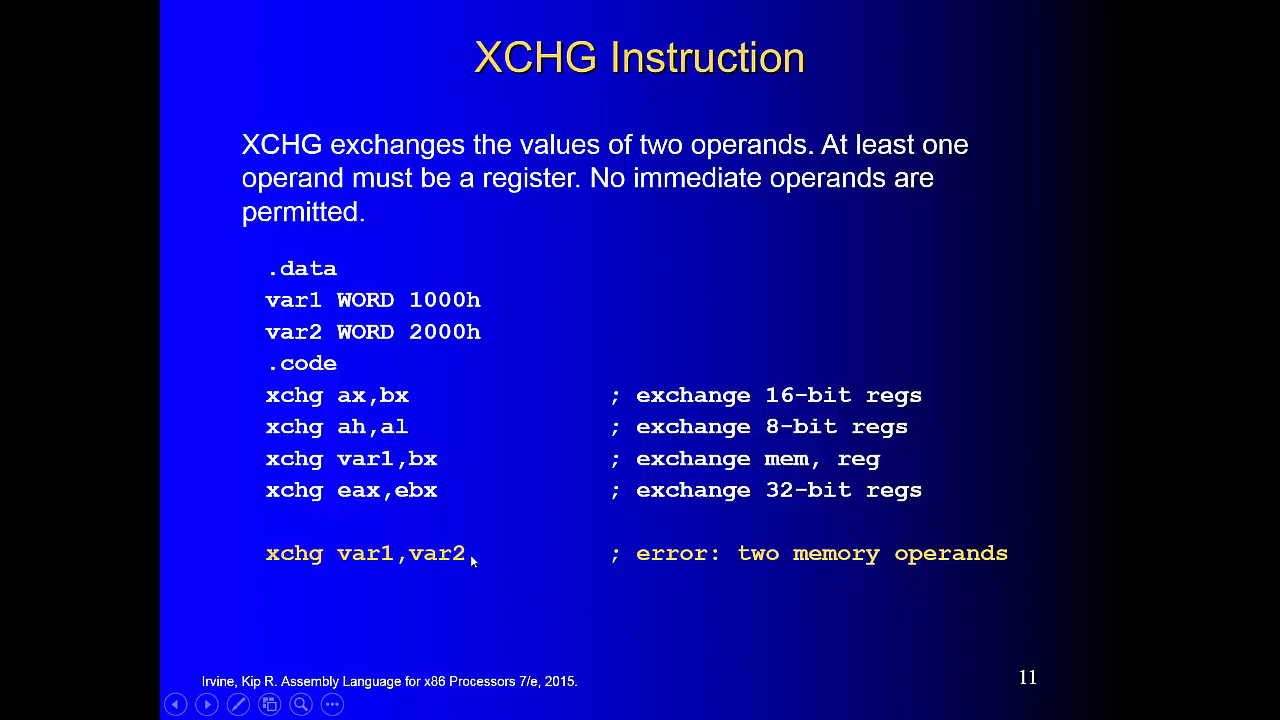 XCHG Instruction
XCHG exchanges the values of two operands. At least one
operand must be a register. No immediate operands are
permitted.
.data
var1 WORD 1000h
var2 WORD 2000h
.code
xchg ax,bx ; exchange 16-bit regs
xchg ah,al ; exchange 8-bit regs
xchg var1,bx ; exchange mem, reg
xchg eax,ebx ; exchange 32-bit regs
xchg var1,var2 ; error: two memory operands
Irvine, Kip R. Assembly Language for x86 Processors 7/e, 2015.
11